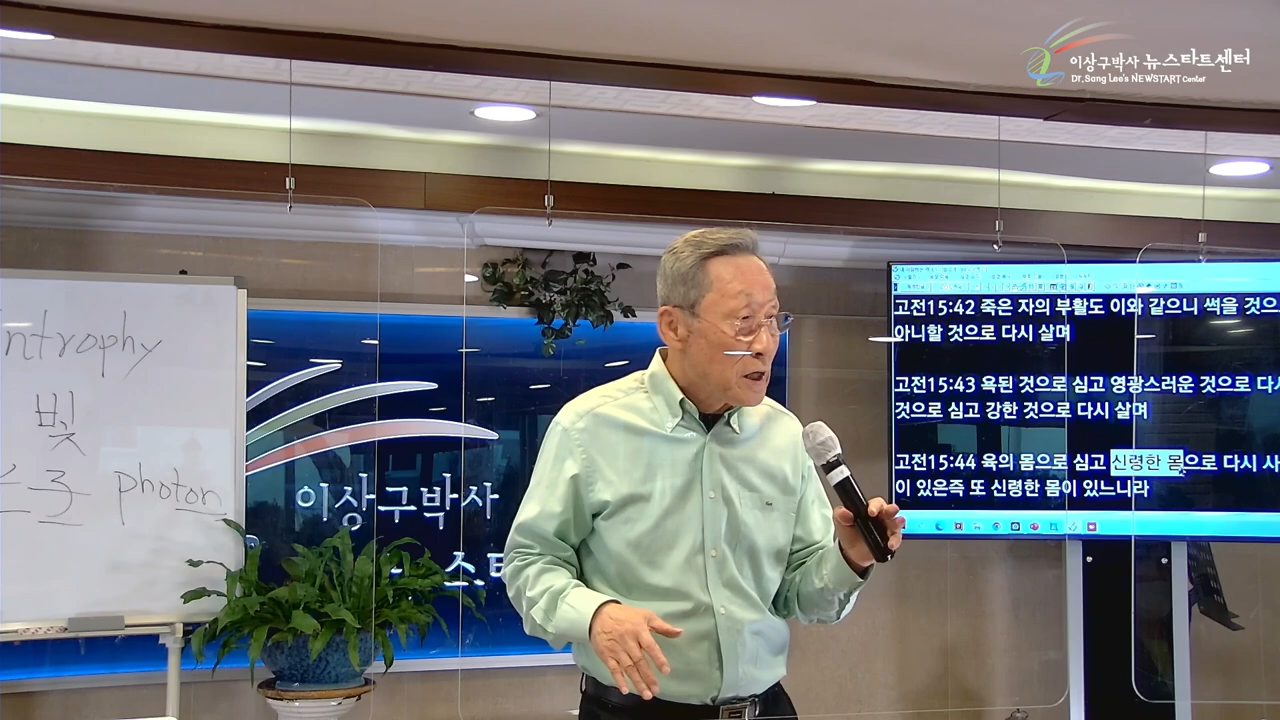 이상구박사 뉴스타트센터
Dr. Sang Lee's NEWSTART Center
ntrophy
빛
photon
이상구박사
스타
고전15:42 죽은 자의 부활도 이와 같으니 썩을 것으
아니할 것으로 다시 살며
고전15:43 욕된 것으로 심고 영광스러운 것으로 다시
것으로 심고 강한 것으로 다시 살며
고전15:44 육의 몸으로 심고 신령한 몸으로 다시 사
이 있은즉 또 신령한 몸이 있느니라